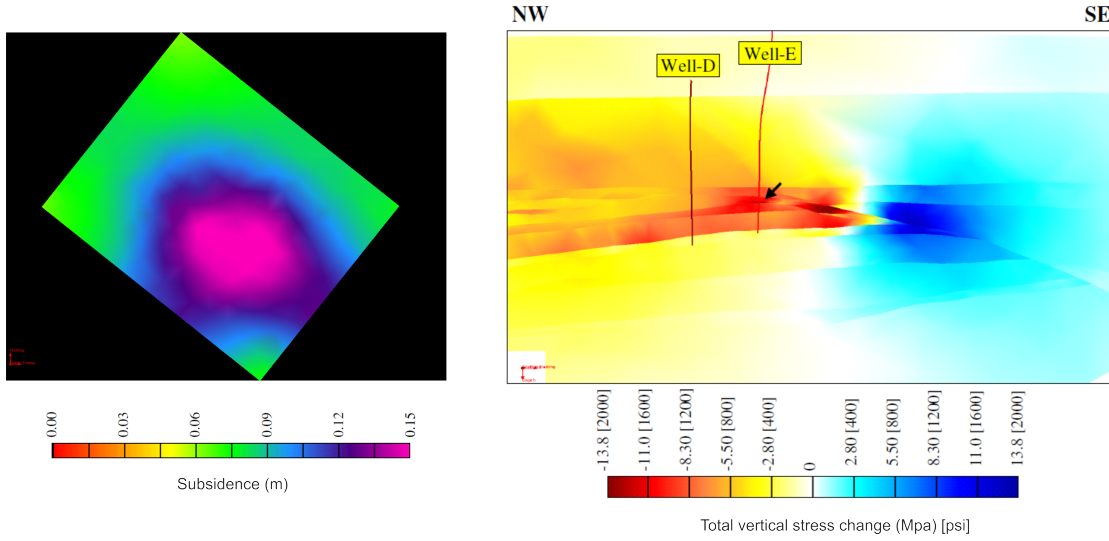 NW
SE
Well-D
Well-E
0.00
0.03
0.06
0.09
0.12
0.15
Subsidence (m)
-13.8 [2000]
-11.0 [1600]
-8.30 [1200]
-5.50 [800]
-2.80 [400]
0
2.80 [400]
5.50 [800]
8.30 [1200]
11.0 [1600]
13.8 [2000]
Total vertical stress change (Mpa) [psi]